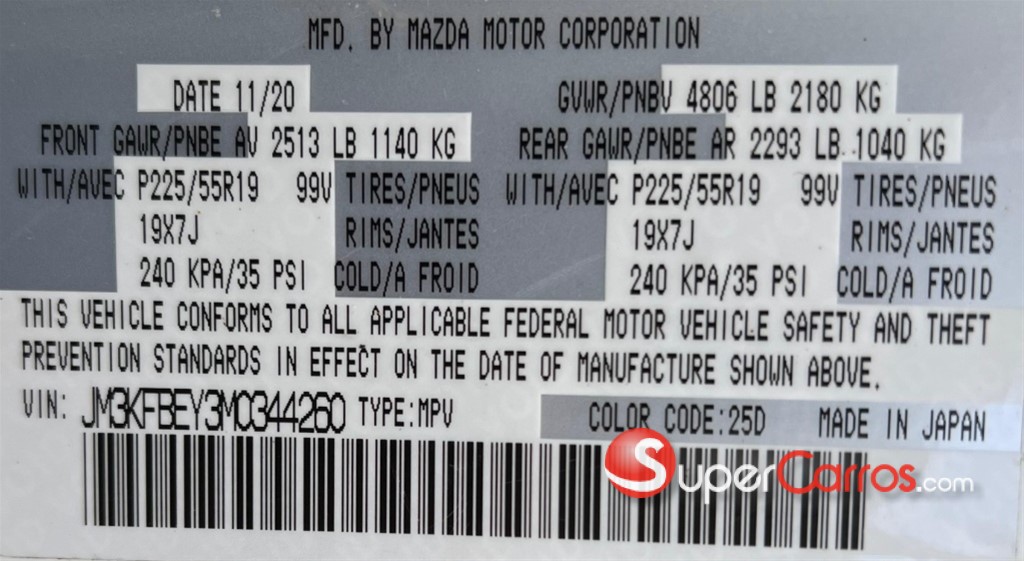 MFD. BY MAZDA MOTOR CORPORATION
DATE 11/20 GVWR/PNBV 4806 LB 2180 KG
FRONT GAWR/PNBE AV 2513 LB 1140 KG REAR GAWR/PNBE AR 2293 LB 1040 KG
WITH/AVEC P225/55R19 99V TIRES/PNEUS WITH/AVEC P225/55R19 99V TIRES/PNEUS
19X7J RIMS/JANTES 19X7J RIMS/JANTES
240 KPA/35 PSI COLD/A FROID 240 KPA/35 PSI COLD/A FROID
THIS VEHICLE CONFORMS TO ALL APPLICABLE FEDERAL MOTOR VEHICLE SAFETY AND THEFT
PREVENTION STANDARDS IN EFFECT ON THE DATE OF MANUFACTURE SHOWN ABOVE.
VIN: JM3KFBEY3M0344260 TYPE:MPV COLOR CODE:25D MADE IN JAPAN
SuperCarros.com